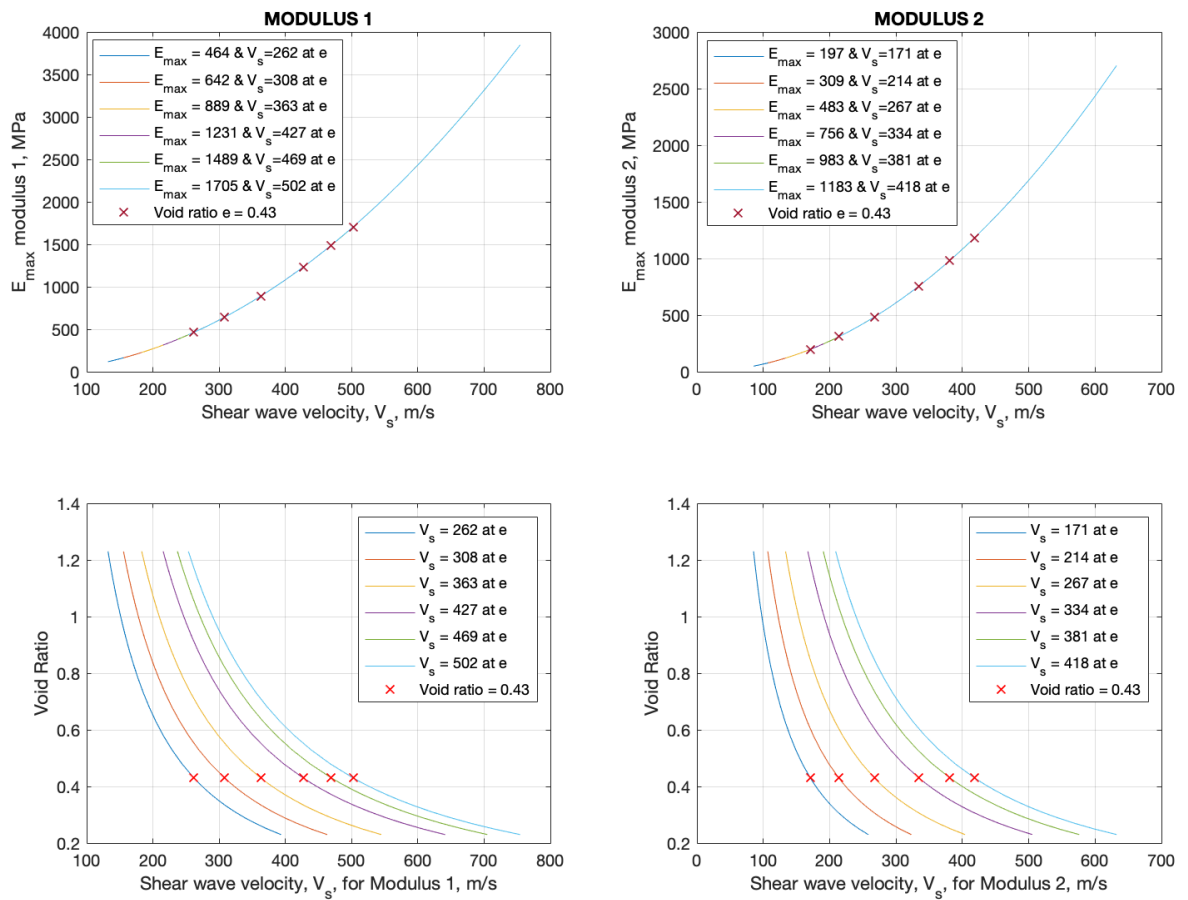 MODULUS 1
4000
3500
3000
2500
2000
1500
1000
500
0
E_max modulus 1, MPa
E_max = 464 & V_s=262 at e
E_max = 642 & V_s=308 at e
E_max = 889 & V_s=363 at e
E_max = 1231 & V_s=427 at e
E_max = 1489 & V_s=469 at e
E_max = 1705 & V_s=502 at e
Void ratio e = 0.43
100 200 300 400 500 600 700 800
Shear wave velocity, V_s, m/s
MODULUS 2
3000
2500
2000
1500
1000
500
0
E_max modulus 2, MPa
E_max = 197 & V_s=171 at e
E_max = 309 & V_s=214 at e
E_max = 483 & V_s=267 at e
E_max = 756 & V_s=334 at e
E_max = 983 & V_s=381 at e
E_max = 1183 & V_s=418 at e
Void ratio e = 0.43
0 100 200 300 400 500 600 700
Shear wave velocity, V_s, m/s
1.4
1.2
1
0.8
0.6
0.4
0.2
Void Ratio
V_s = 262 at e
V_s = 308 at e
V_s = 363 at e
V_s = 427 at e
V_s = 469 at e
V_s = 502 at e
Void ratio = 0.43
100 200 300 400 500 600 700 800
Shear wave velocity, V_s, for Modulus 1, m/s
1.4
1.2
1
0.8
0.6
0.4
0.2
Void Ratio
V_s = 171 at e
V_s = 214 at e
V_s = 267 at e
V_s = 334 at e
V_s = 381 at e
V_s = 418 at e
Void ratio = 0.43
0 100 200 300 400 500 600 700
Shear wave velocity, V_s, for Modulus 2, m/s